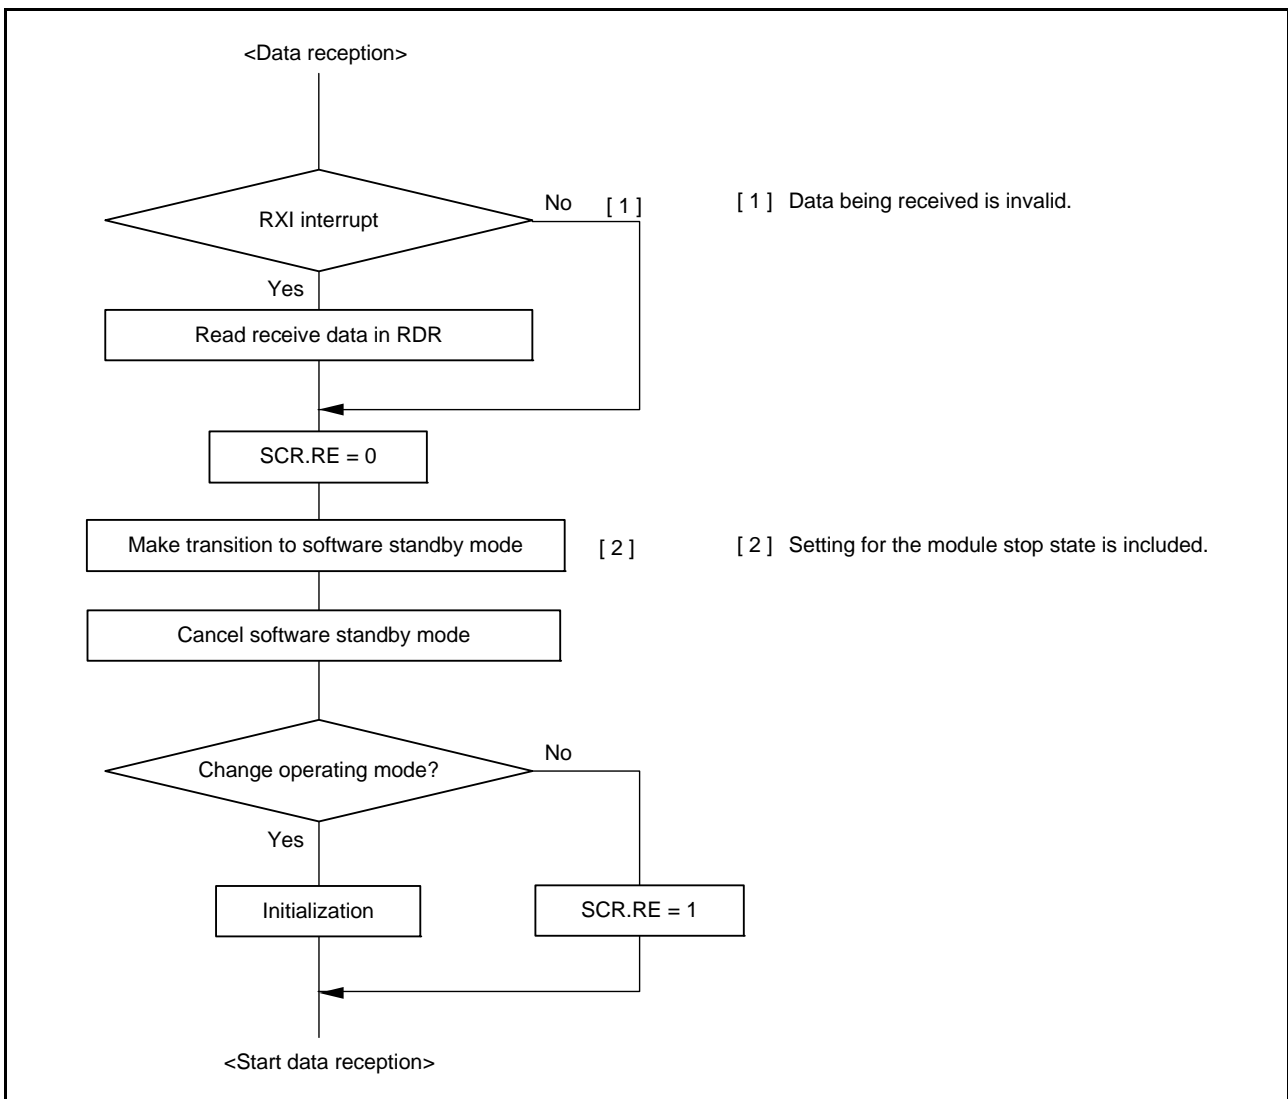 <Data reception>
RXI interrupt
No [ 1 ]
[ 1 ] Data being received is invalid.
Yes
Read receive data in RDR
SCR.RE = 0
Make transition to software standby mode
[ 2 ]
[ 2 ] Setting for the module stop state is included.
Cancel software standby mode
Change operating mode?
No
Yes
Initialization
SCR.RE = 1
<Start data reception>